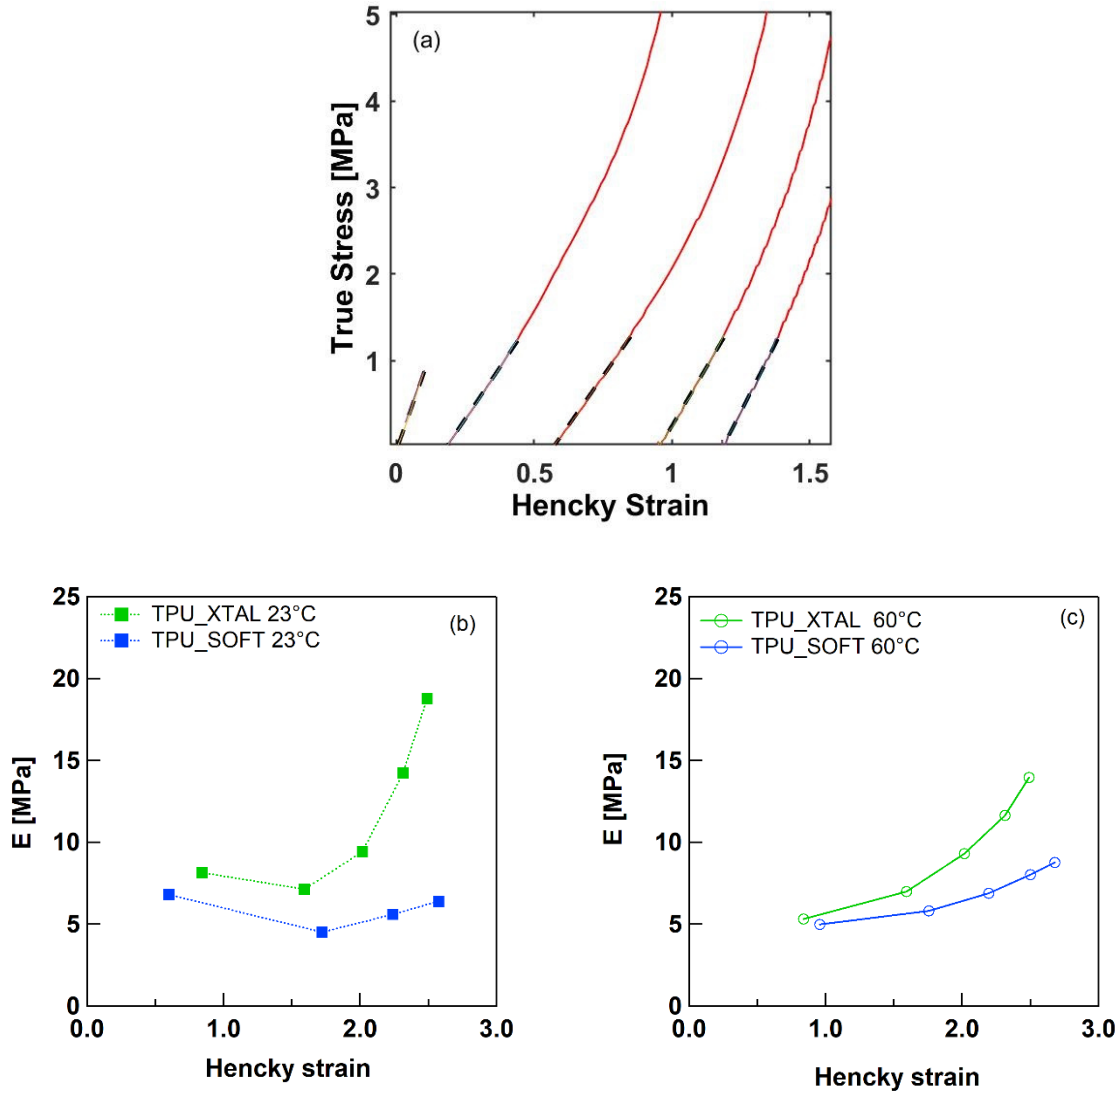 (a)
True Stress [MPa]
5
4
3
2
1
0
0.5
1
1.5
Hencky Strain
25
20
15
10
5
0
E [MPa]
TPU_XTAL 23°C
TPU_SOFT 23°C
(b)
0.0
1.0
2.0
3.0
Hencky strain
25
20
15
10
5
0
E [MPa]
TPU_XTAL 60°C
TPU_SOFT 60°C
(c)
0.0
1.0
2.0
3.0
Hencky strain